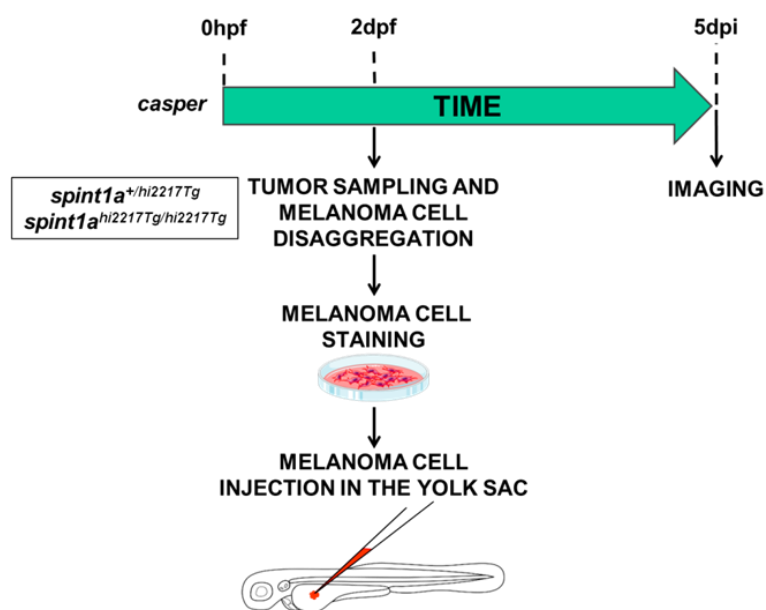 0hpf 2dpf 5dpi
casper TIME
spint1a+/hi2217Tg
spint1ahi2217Tg/hi2217Tg
TUMOR SAMPLING AND
MELANOMA CELL
DISAGGREGATION
IMAGING
MELANOMA CELL
STAINING
MELANOMA CELL
INJECTION IN THE YOLK SAC